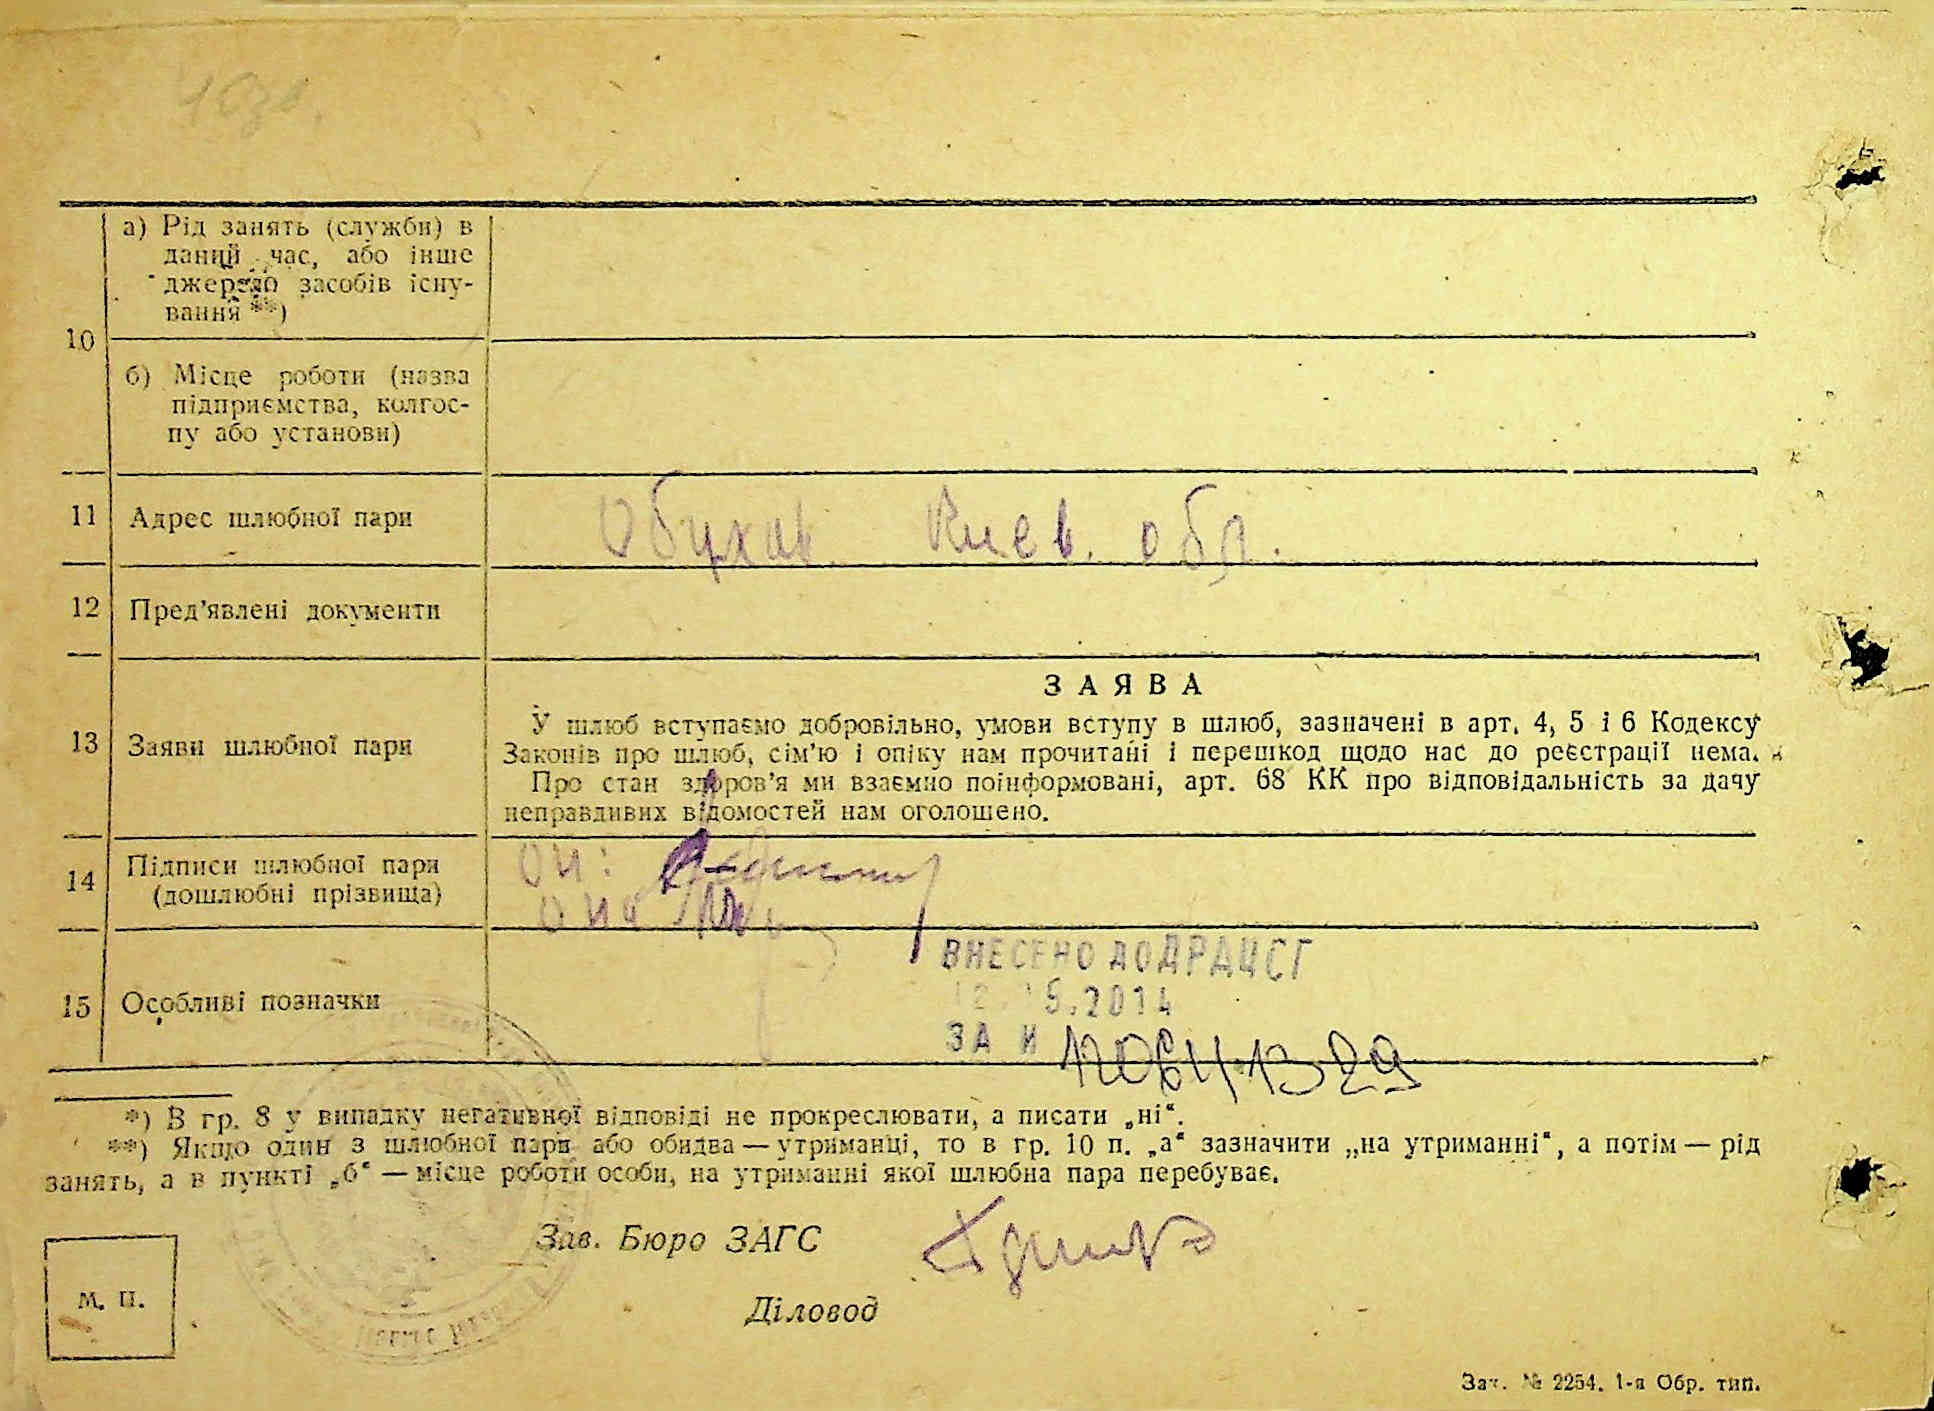 10
а) Рід занять (служби) в
даний час, або інше
джерело засобів існу-
вання **)
б) Місце роботи (назва
підприємства, колгос-
пу або установи)
11 Адрес шлюбної пари
Обухов Киев. обл.
12 Пред’явлені документи
13 Заяви шлюбної пари
ЗАЯВА
У шлюб вступаємо добровільно, умови вступу в шлюб, зазначені в арт. 4, 5 і 6 Кодексу
Законів про шлюб, сім’ю і опіку нам прочитані і перешкод щодо нас до реєстрації нема.
Про стан здоров’я ми взаємно поінформовані, арт. 68 КК про відповідальність за дачу
неправдивих відомостей нам оголошено.
14 Підписи шлюбної пари
(дошлюбні прізвища)
он:
она
15 Особливі позначки
ВНЕСЕНО ДО ДРАЦСГ
5.2014
ЗА №
*) В гр. 8 у випадку негативної відповіді не прокреслювати, а писати „ні“.
**) Якщо один з шлюбної пари або обидва — утриманці, то в гр. 10 п. „а“ зазначити „на утриманні“, а потім — рід
занять, а в пункті „б“ — місце роботи особи, на утриманні якої шлюбна пара перебуває.
Зав. Бюро ЗАГС
М. П.
Діловод
Зак. № 2254. 1-я Обр. тип.